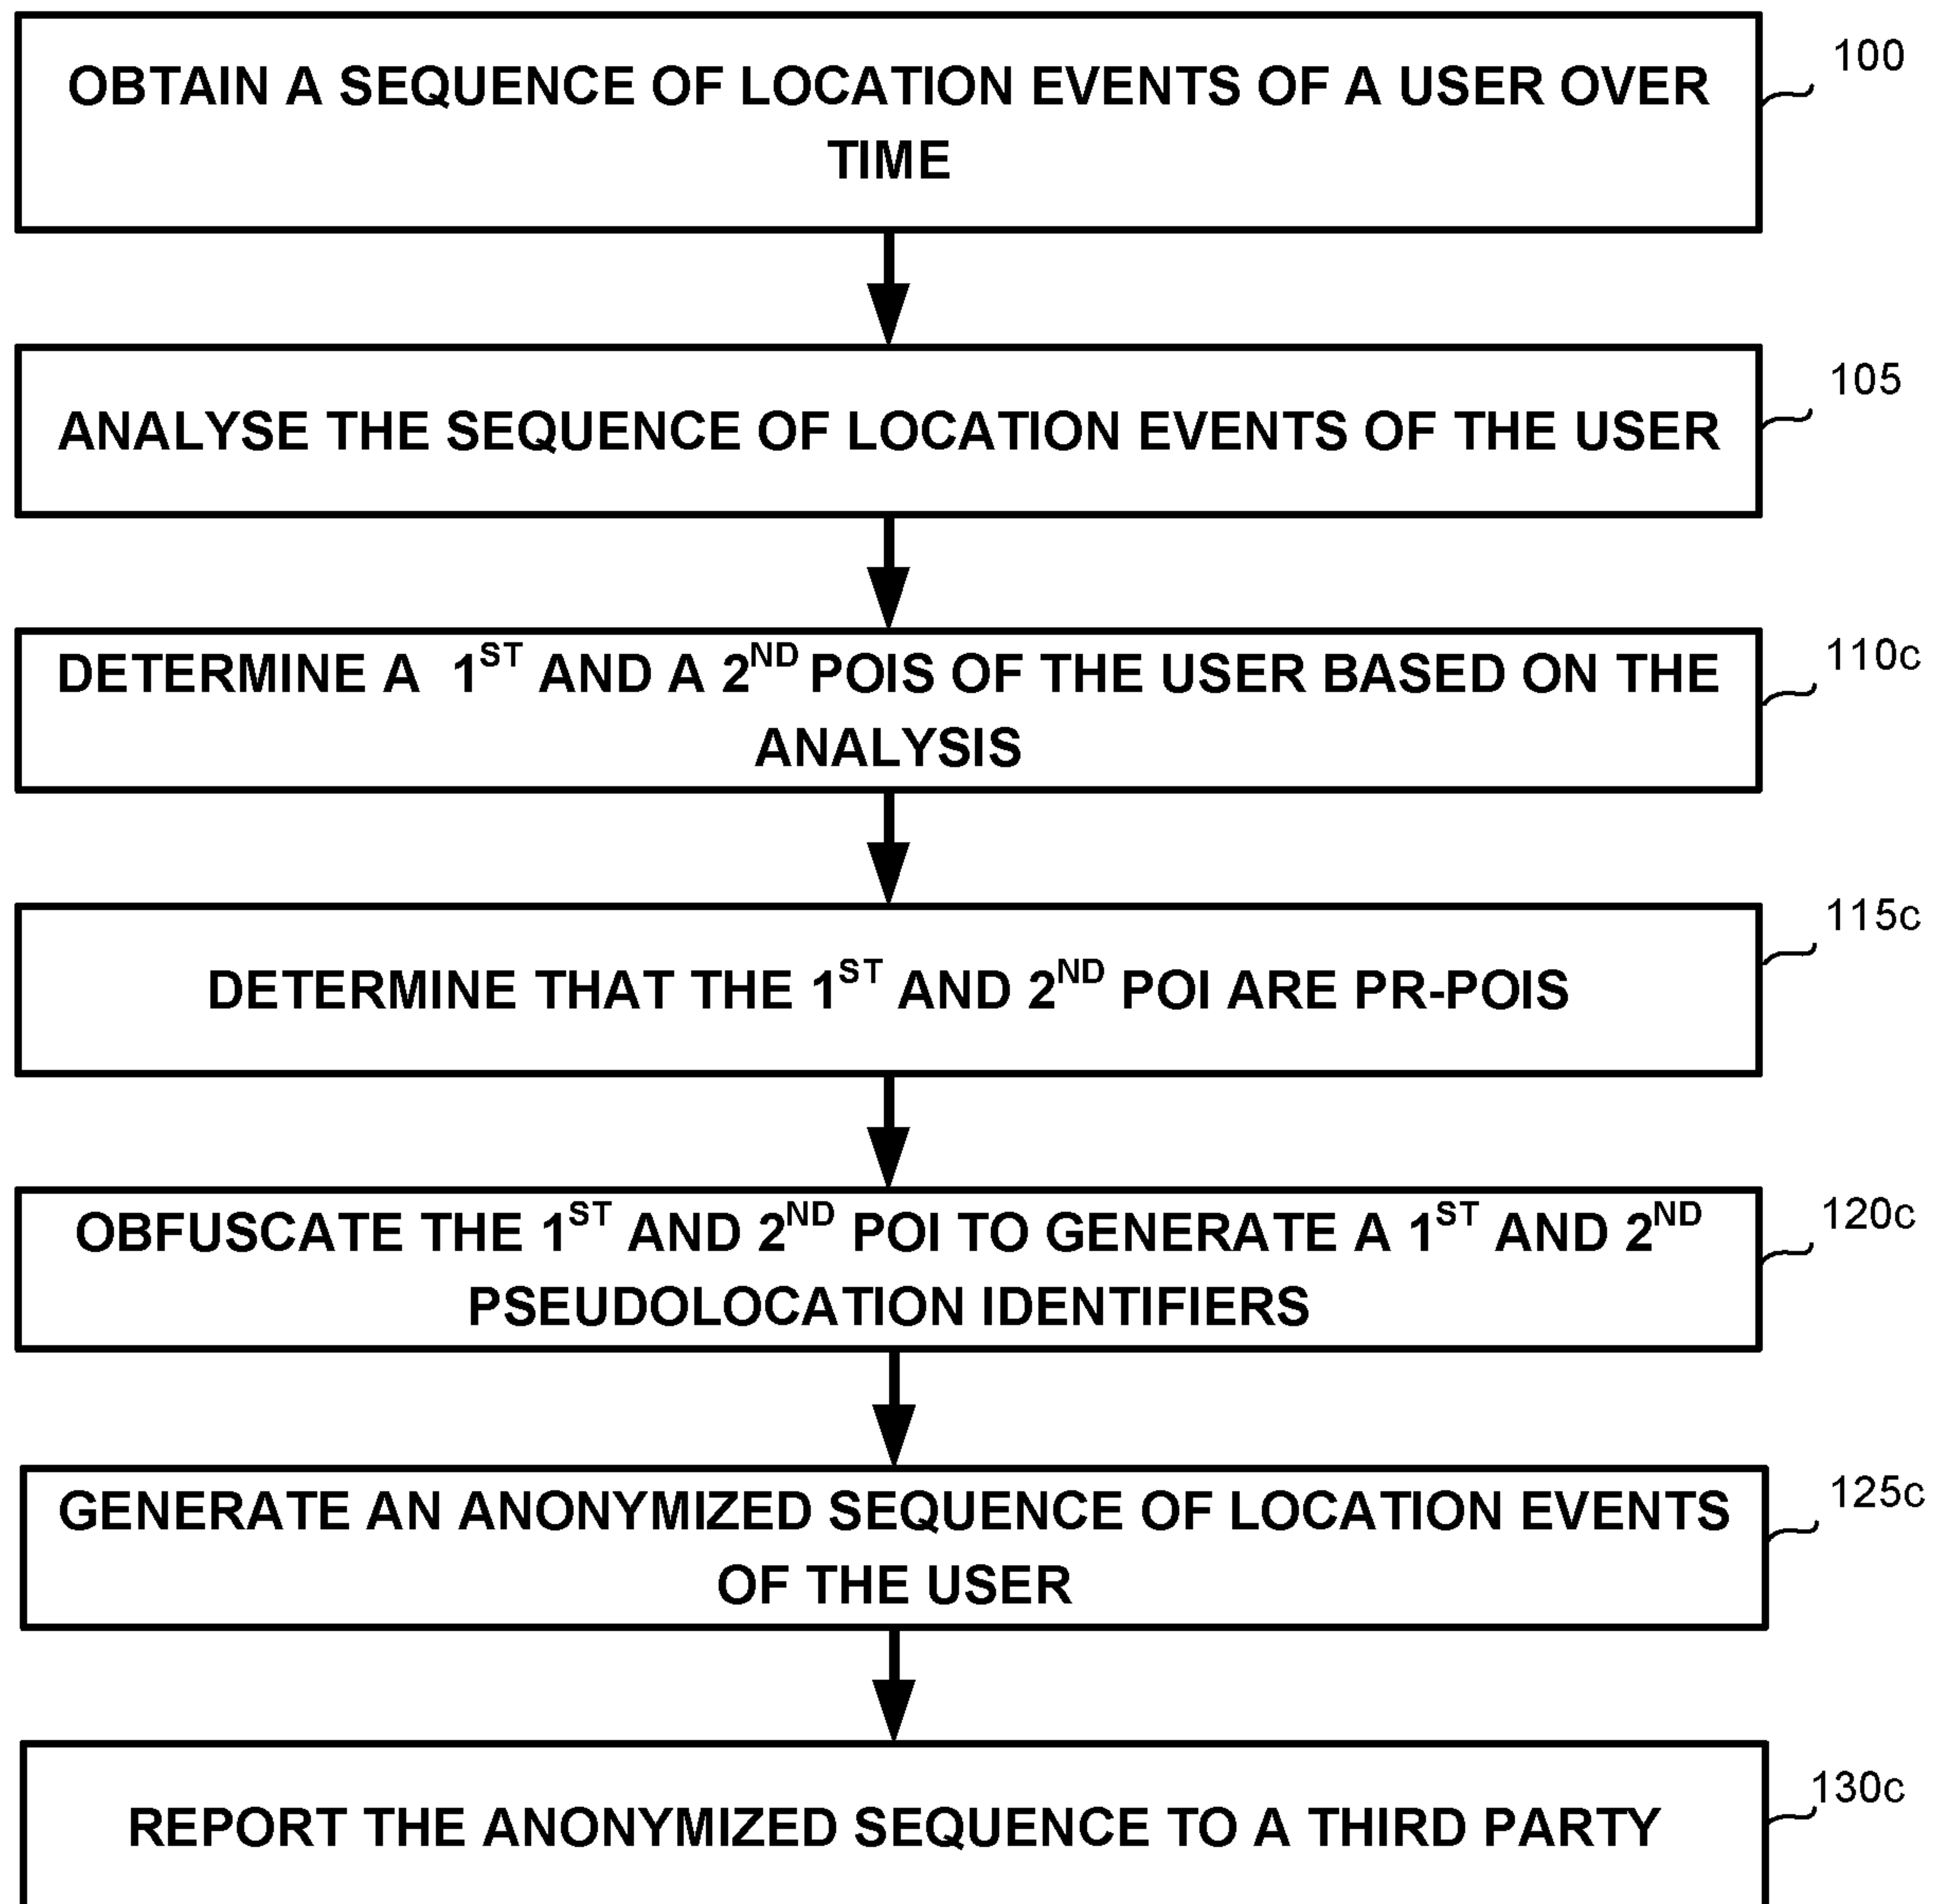 100
OBTAIN A SEQUENCE OF LOCATION EVENTS OF A USER OVER
TIME
105
ANALYSE THE SEQUENCE OF LOCATION EVENTS OF THE USER
110c
DETERMINE A 1ST AND A 2ND POIS OF THE USER BASED ON THE
ANALYSIS
115c
DETERMINE THAT THE 1ST AND 2ND POI ARE PR-POIS
120c
OBFUSCATE THE 1ST AND 2ND POI TO GENERATE A 1ST AND 2ND
PSEUDOLOCATION IDENTIFIERS
125c
GENERATE AN ANONYMIZED SEQUENCE OF LOCATION EVENTS
OF THE USER
130c
REPORT THE ANONYMIZED SEQUENCE TO A THIRD PARTY